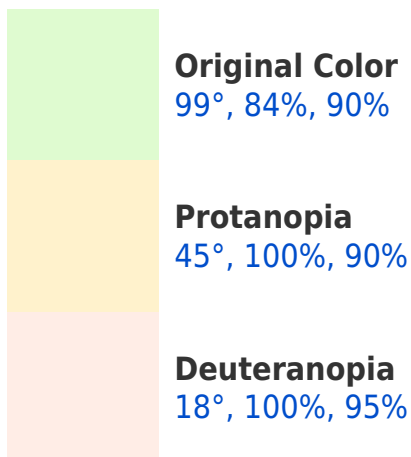 Original Color
99°, 84%, 90%
Protanopia
45°, 100%, 90%
Deuteranopia
18°, 100%, 95%